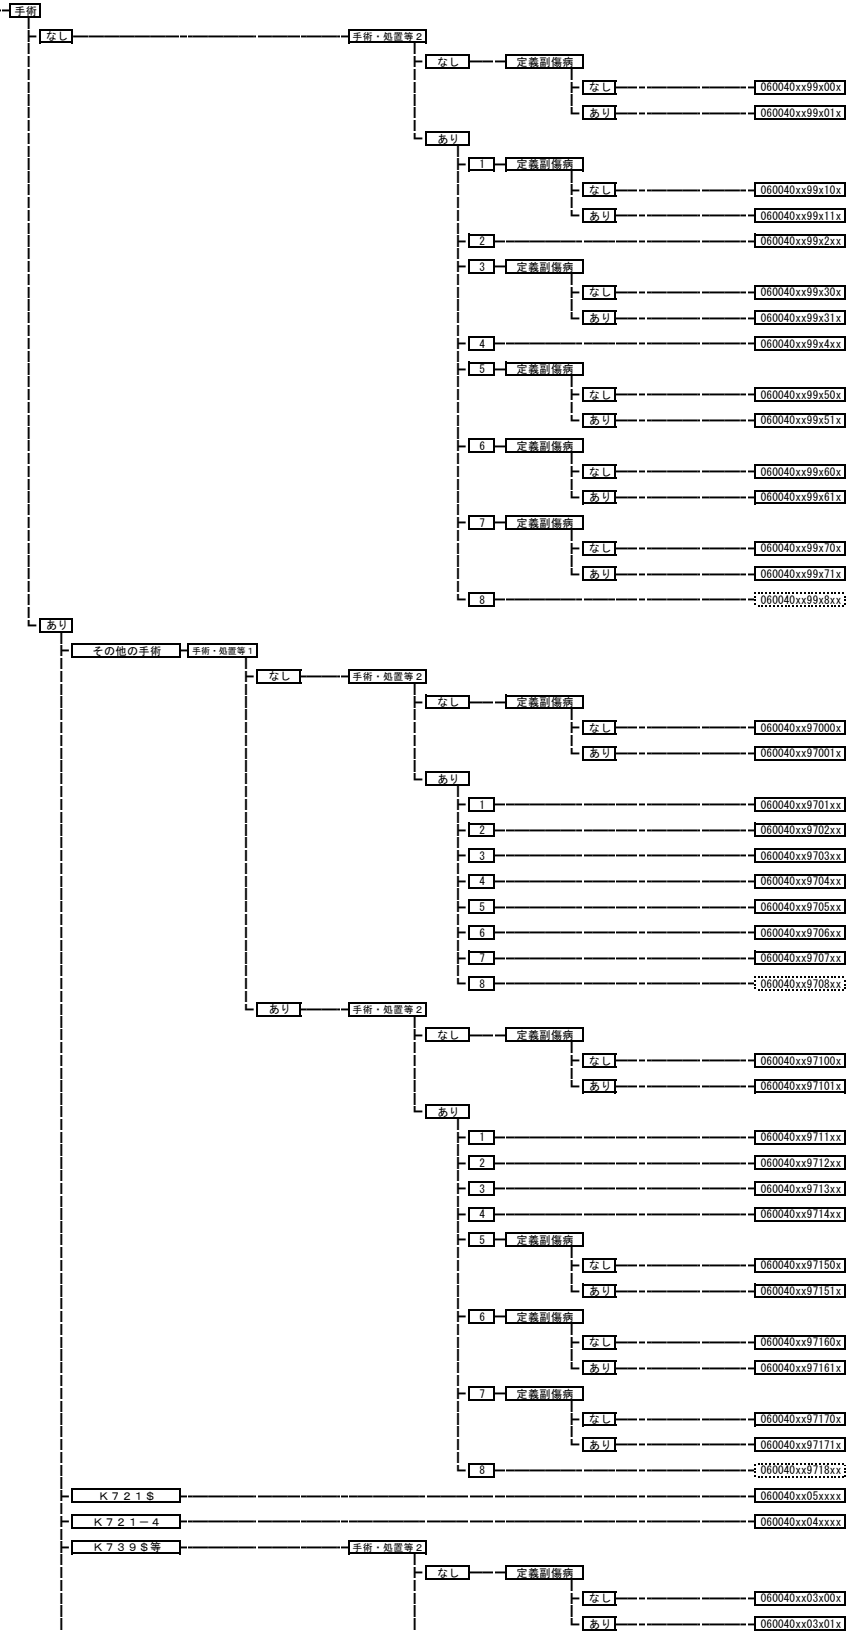 手術
なし 手術・処置等2
なし 定義副傷病
なし 060040xx99x00x
あり 060040xx99x01x
あり
1 定義副傷病
なし 060040xx99x10x
あり 060040xx99x11x
2 060040xx99x2xx
3 定義副傷病
なし 060040xx99x30x
あり 060040xx99x31x
4 060040xx99x4xx
5 定義副傷病
なし 060040xx99x50x
あり 060040xx99x51x
6 定義副傷病
なし 060040xx99x60x
あり 060040xx99x61x
7 定義副傷病
なし 060040xx99x70x
あり 060040xx99x71x
8 060040xx99x8xx
あり
その他の手術 手術・処置等1
なし 手術・処置等2
なし 定義副傷病
なし 060040xx97000x
あり 060040xx97001x
あり
1 060040xx9701xx
2 060040xx9702xx
3 060040xx9703xx
4 060040xx9704xx
5 060040xx9705xx
6 060040xx9706xx
7 060040xx9707xx
8 060040xx9708xx
あり 手術・処置等2
なし 定義副傷病
なし 060040xx97100x
あり 060040xx97101x
あり
1 060040xx9711xx
2 060040xx9712xx
3 060040xx9713xx
4 060040xx9714xx
5 定義副傷病
なし 060040xx97150x
あり 060040xx97151x
6 定義副傷病
なし 060040xx97160x
あり 060040xx97161x
7 定義副傷病
なし 060040xx97170x
あり 060040xx97171x
8 060040xx9718xx
K721$ 060040xx05xxxx
K721-4 060040xx04xxxx
K739$等 手術・処置等2
なし 定義副傷病
なし 060040xx03x00x
あり 060040xx03x01x